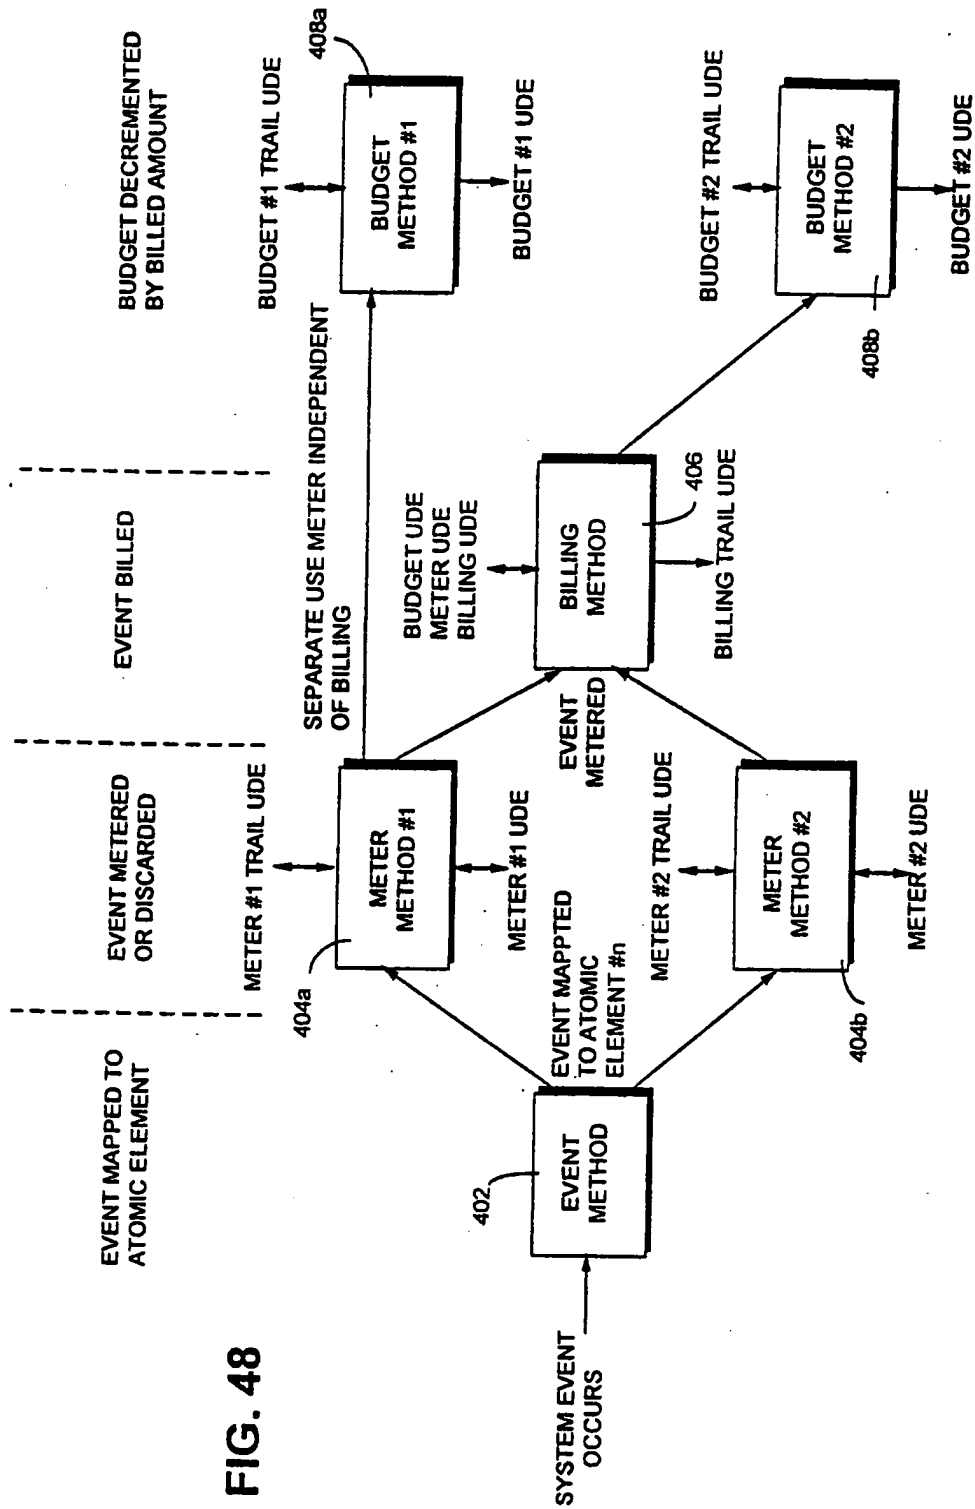 FIG. 48
EVENT MAPPED TO
ATOMIC ELEMENT
EVENT METERED
OR DISCARDED
EVENT BILLED
BUDGET DECREMENTED
BY BILLED AMOUNT
SYSTEM EVENT
OCCURS
402
EVENT
METHOD
EVENT MAPPTED
TO ATOMIC
ELEMENT #n
METER #1 TRAIL UDE
404a
METER
METHOD #1
METER #1 UDE
METER #2 TRAIL UDE
METER
METHOD #2
404b
METER #2 UDE
SEPARATE USE METER INDEPENDENT
OF BILLING
EVENT
METERED
BUDGET UDE
METER UDE
BILLING UDE
BILLING
METHOD
406
BILLING TRAIL UDE
BUDGET #1 TRAIL UDE
408a
BUDGET
METHOD #1
BUDGET #1 UDE
BUDGET #2 TRAIL UDE
BUDGET
METHOD #2
408b
BUDGET #2 UDE